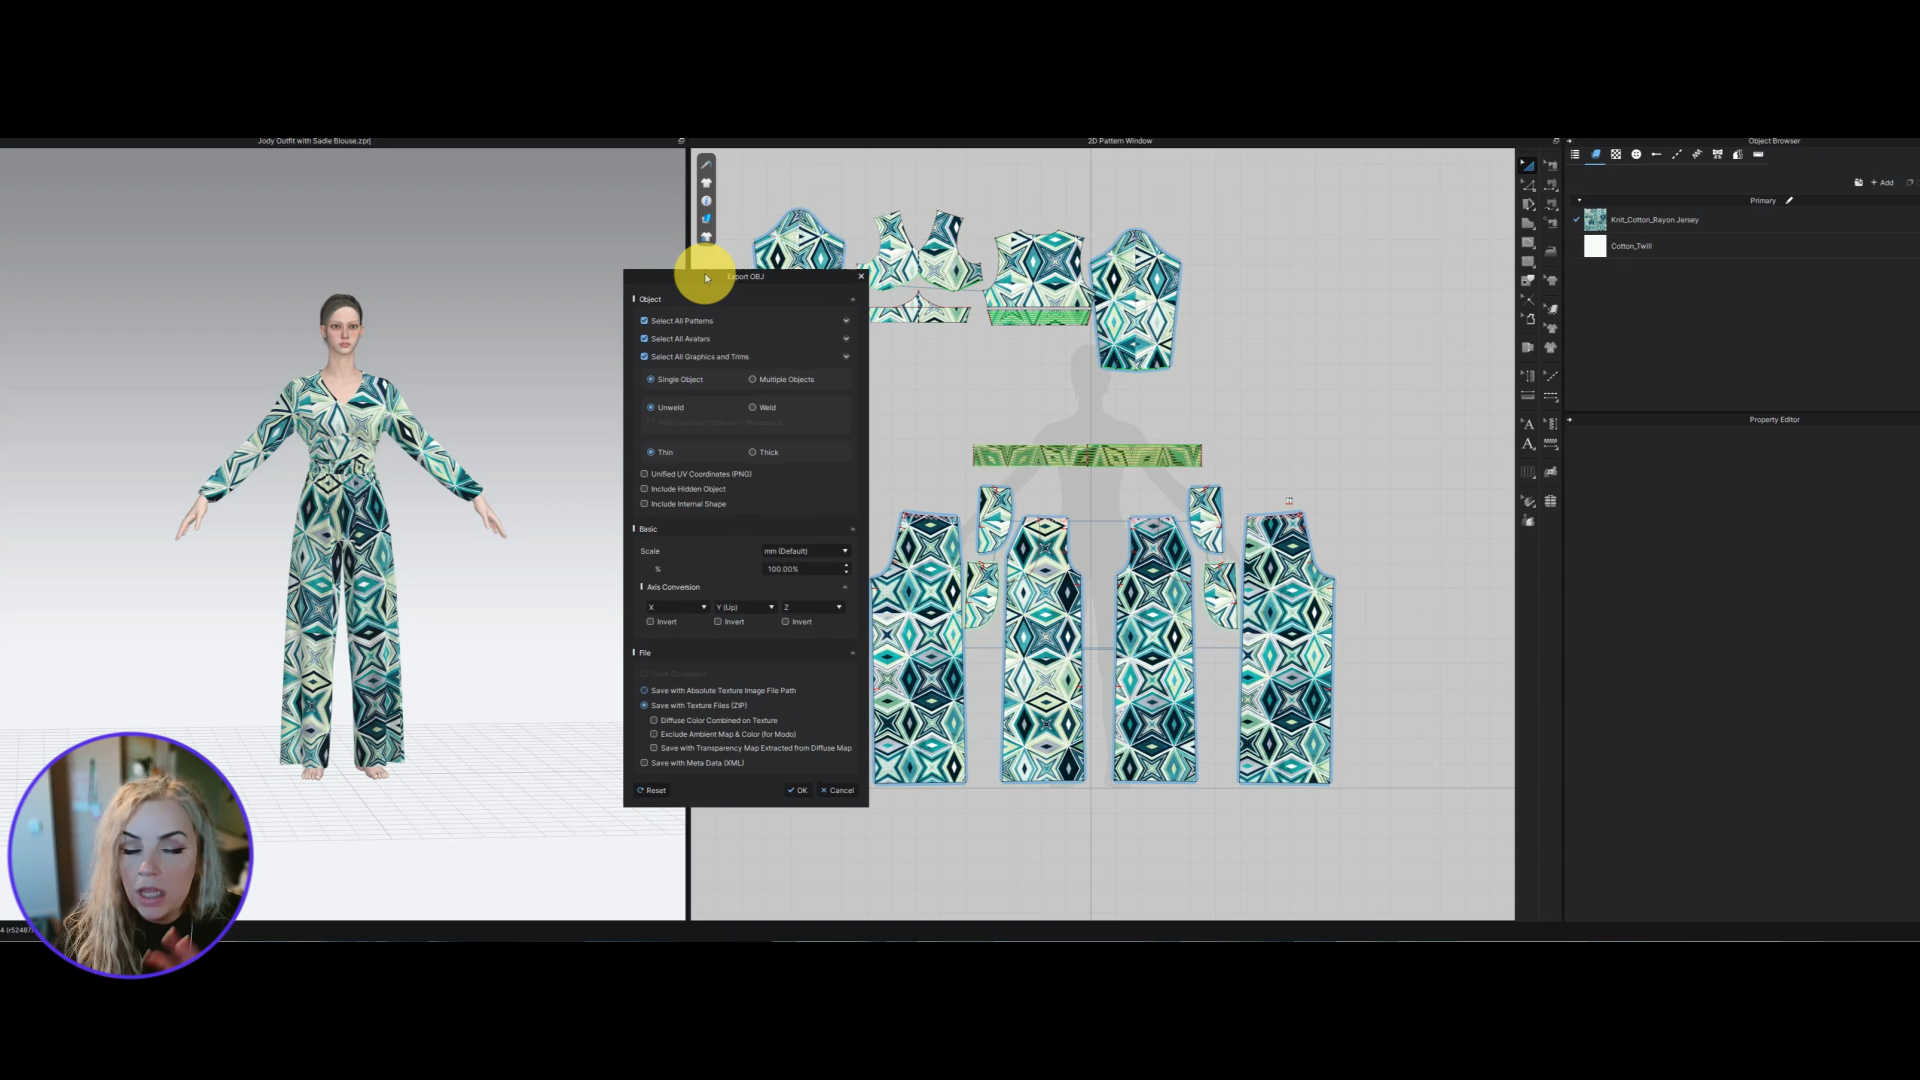 Jody Outfit with Sadie Blouse.zprj
2D Pattern Window
Object Browser
+ Add
Primary
Knit_Cotton_Rayon Jersey
Cotton_Twill
Property Editor
Export OBJ
Object
Select All Patterns
Select All Avatars
Select All Graphics and Trims
Single Object
Multiple Objects
Unweld
Weld
Thin
Thick
Unified UV Coordinates (PNG)
Include Hidden Object
Include Internal Shape
Basic
Scale
mm (Default)
%
100.00%
Axis Conversion
X
Y (Up)
Z
Invert
Invert
Invert
File
Save Colorways
Save with Absolute Texture Image File Path
Save with Texture Files (ZIP)
Diffuse Color Combined on Texture
Exclude Ambient Map & Color (for Modo)
Save with Transparency Map Extracted from Diffuse Map
Save with Meta Data (XML)
Reset
OK
Cancel